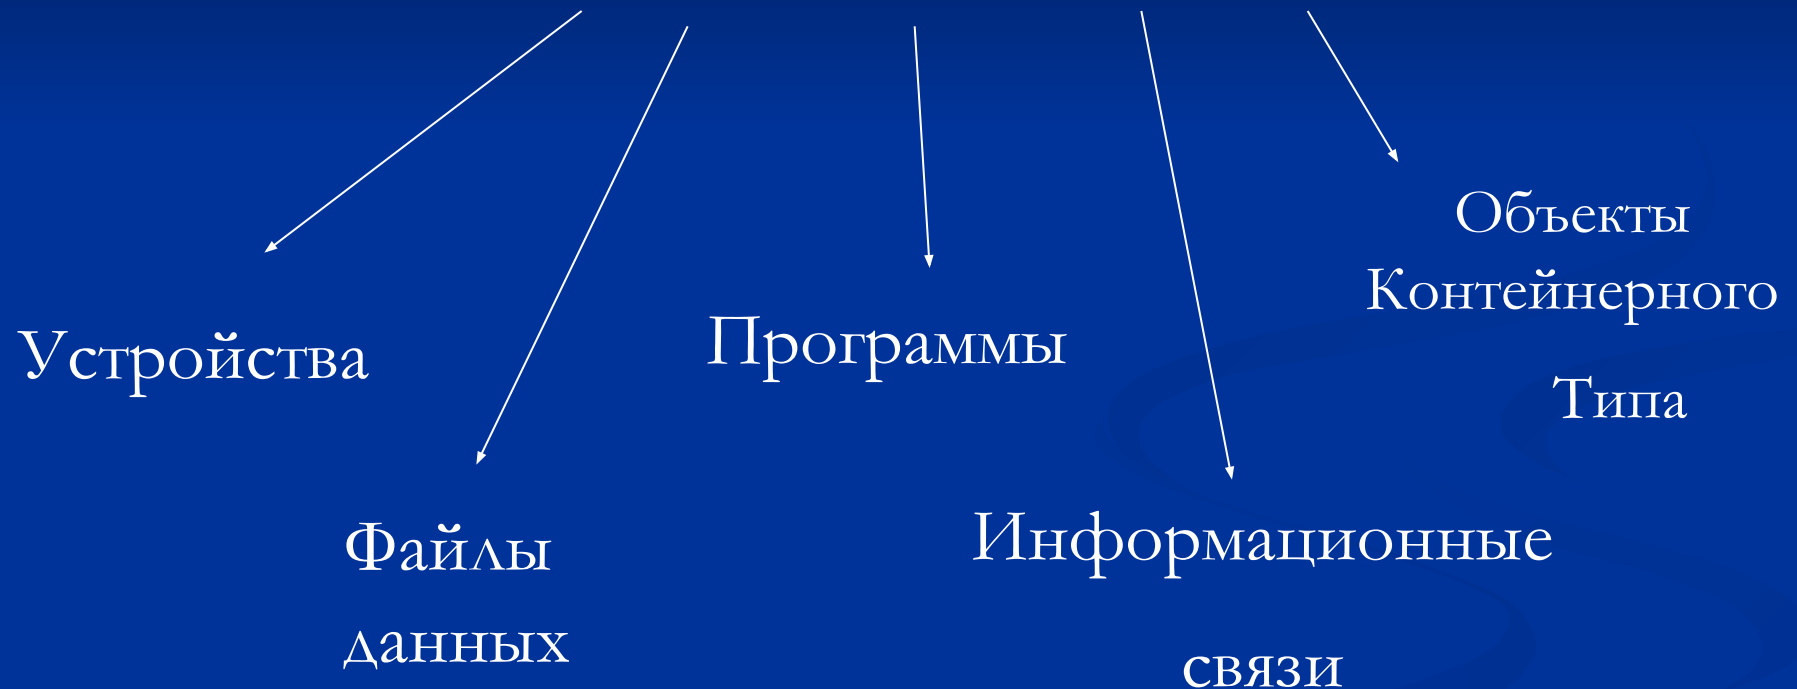 Устройства
Файлы
данных
Программы
Информационные
связи
Объекты
Контейнерного
Типа